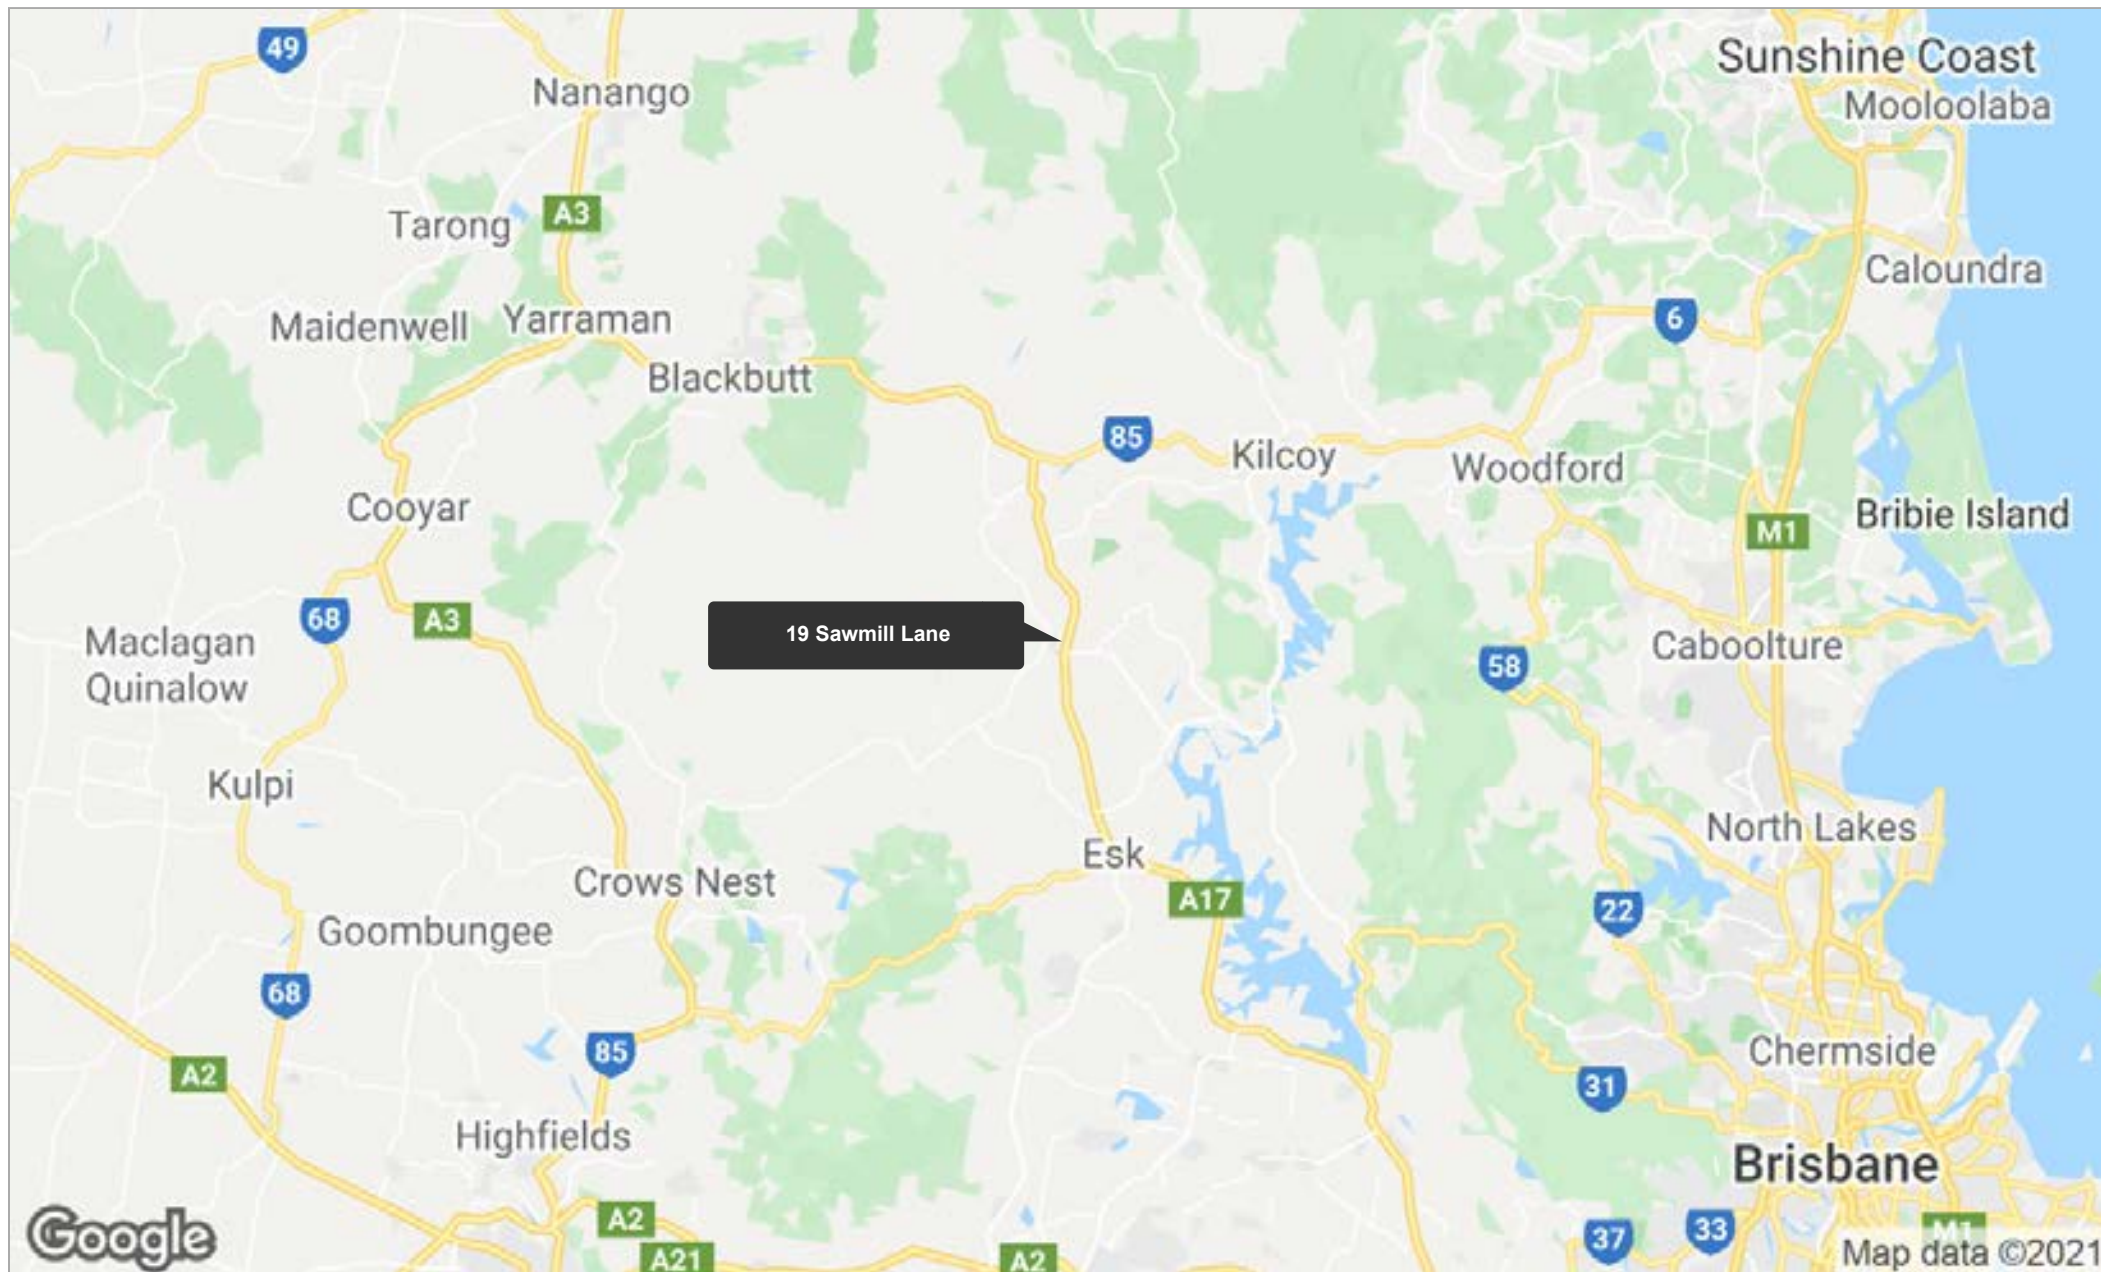 49
Sunshine Coast
Mooloolaba
Nanango
A3
Tarong
Caloundra
Maidenwell
Yarraman
6
Blackbutt
85
Kilcoy
Woodford
Cooyar
Bribie Island
M1
68
A3
19 Sawmill Lane
Maclagan
Quinalow
58
Caboolture
Kulpi
North Lakes
Esk
Crows Nest
A17
22
Goombungee
68
85
Chermside
A2
31
Highfields
Brisbane
A2
Google
37
33
M1
A21
A2
Map data ©2021